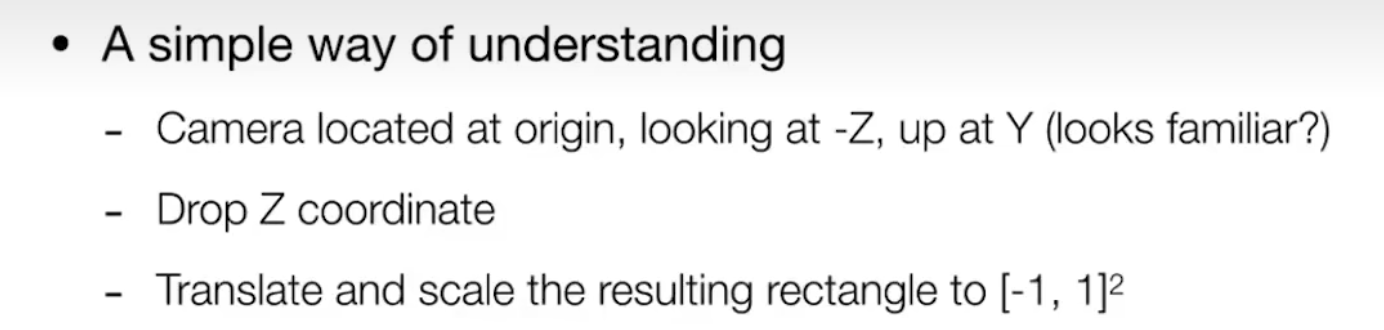 • A simple way of understanding
- Camera located at origin, looking at -Z, up at Y (looks familiar?)
- Drop Z coordinate
- Translate and scale the resulting rectangle to [-1, 1]²